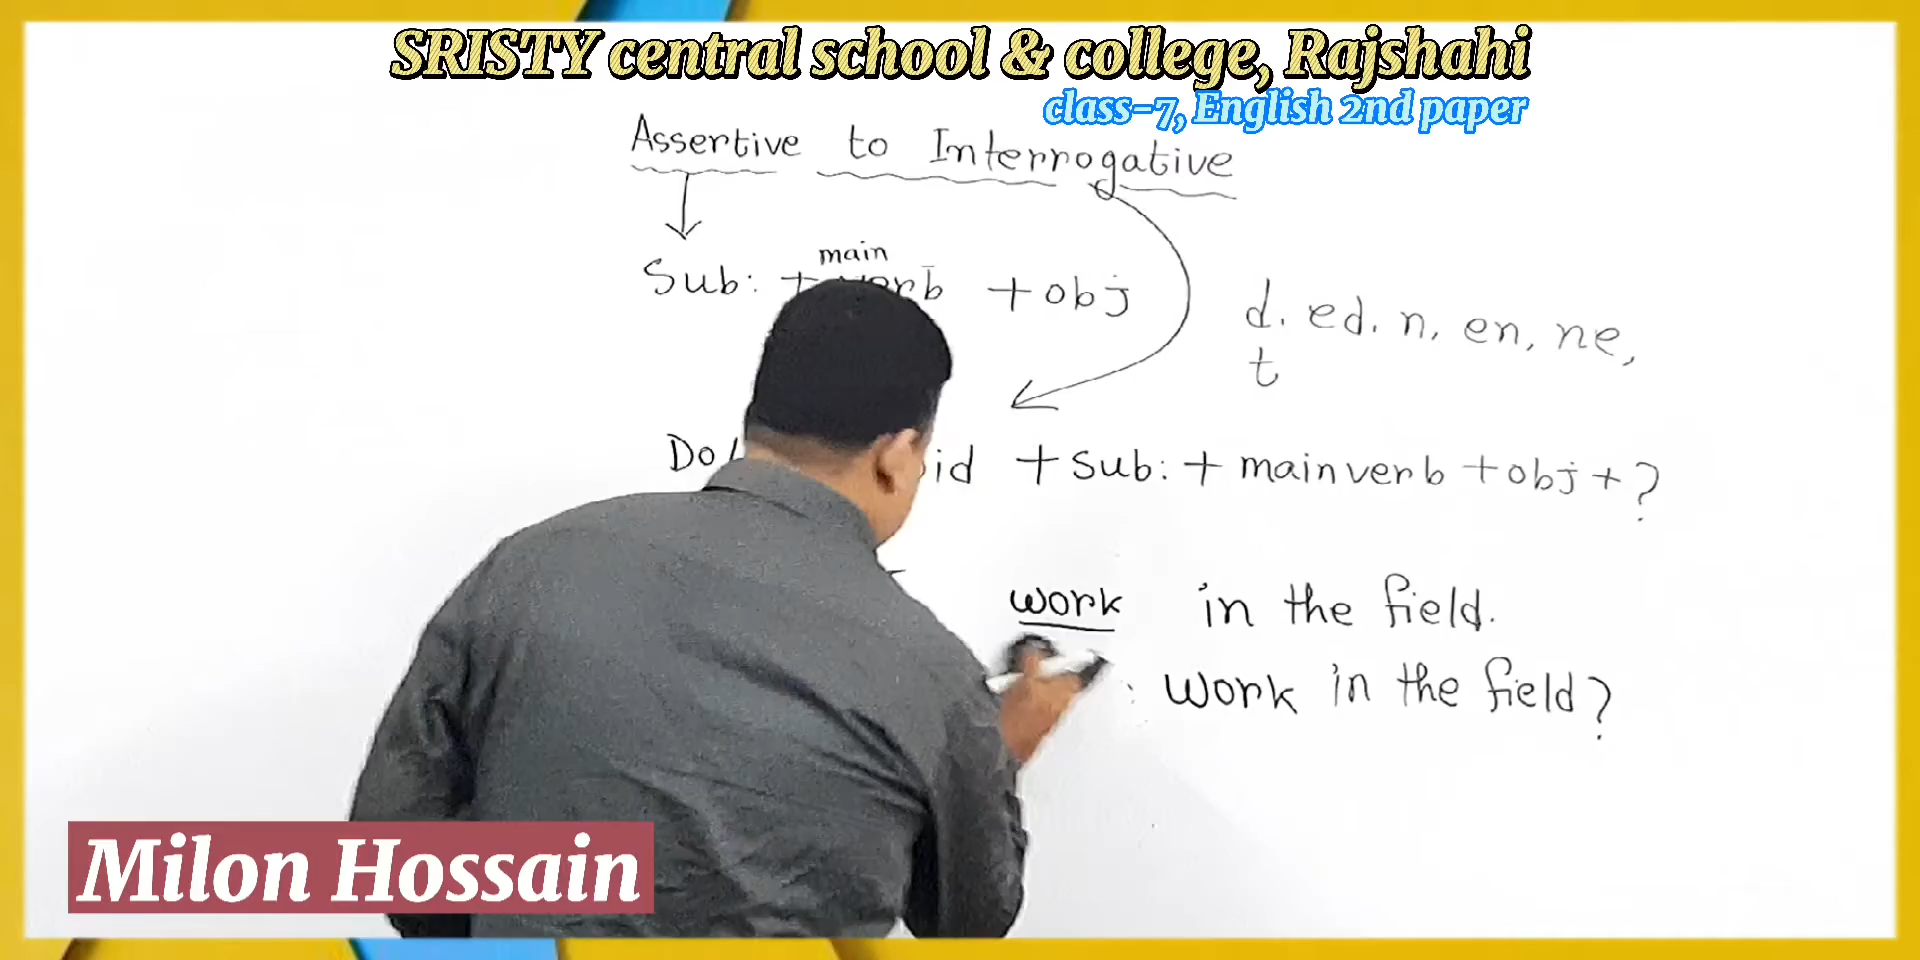 SRISTY central school & college, Rajshahi
class-7, English 2nd paper
Assertive to Interrogative
main
Sub: + verb + obj
d. ed. n, en, ne,
t
Do/ + Sub: + main verb + obj + ?
work in the field.
work in the field?
Milon Hossain